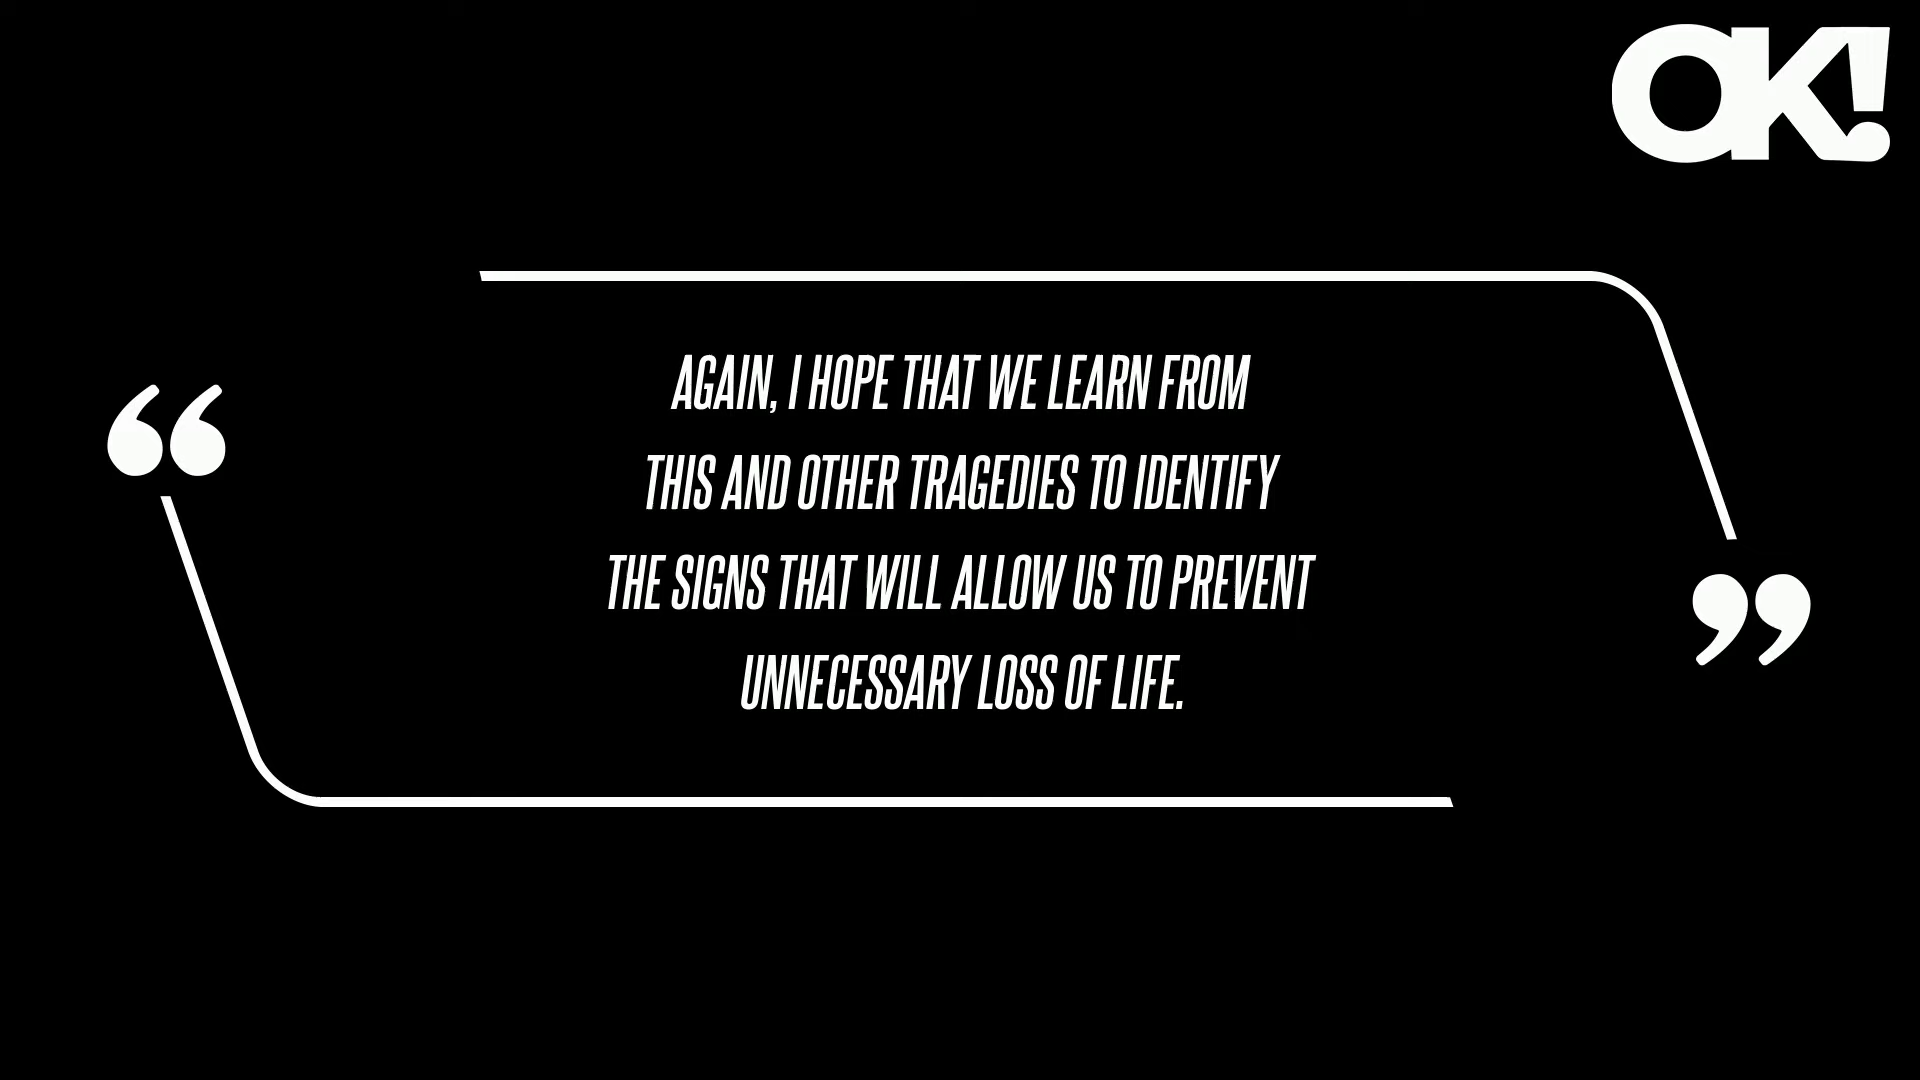 OK!
“
AGAIN, I HOPE THAT WE LEARN FROM
THIS AND OTHER TRAGEDIES TO IDENTIFY
THE SIGNS THAT WILL ALLOW US TO PREVENT
UNNECESSARY LOSS OF LIFE.
”